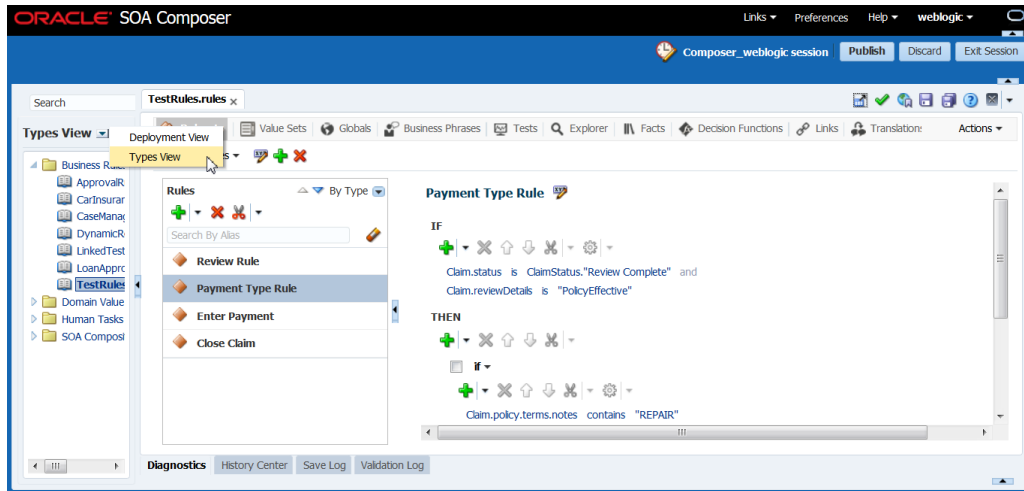 ORACLE SOA Composer
Links Preferences Help weblogic
Composer_weblogic session Publish Discard Exit Session
Search
TestRules.rules x
Types View
Deployment View
Types View
Value Sets Globals Business Phrases Tests Explorer Facts Decision Functions Links Translation: Actions
Business
ApprovalR
CarInsurar
CaseManag
DynamicR
LinkedTest
LoanAppro
TestRules
Domain Value
Human Tasks
SOA Composi
Rules By Type
Search By Alias
Review Rule
Payment Type Rule
Enter Payment
Close Claim
Payment Type Rule
IF
Claim.status is ClaimStatus."Review Complete" and
Claim.reviewDetails is "PolicyEffective"
THEN
if
Claim.policy.terms.notes contains "REPAIR"
Diagnostics History Center Save Log Validation Log